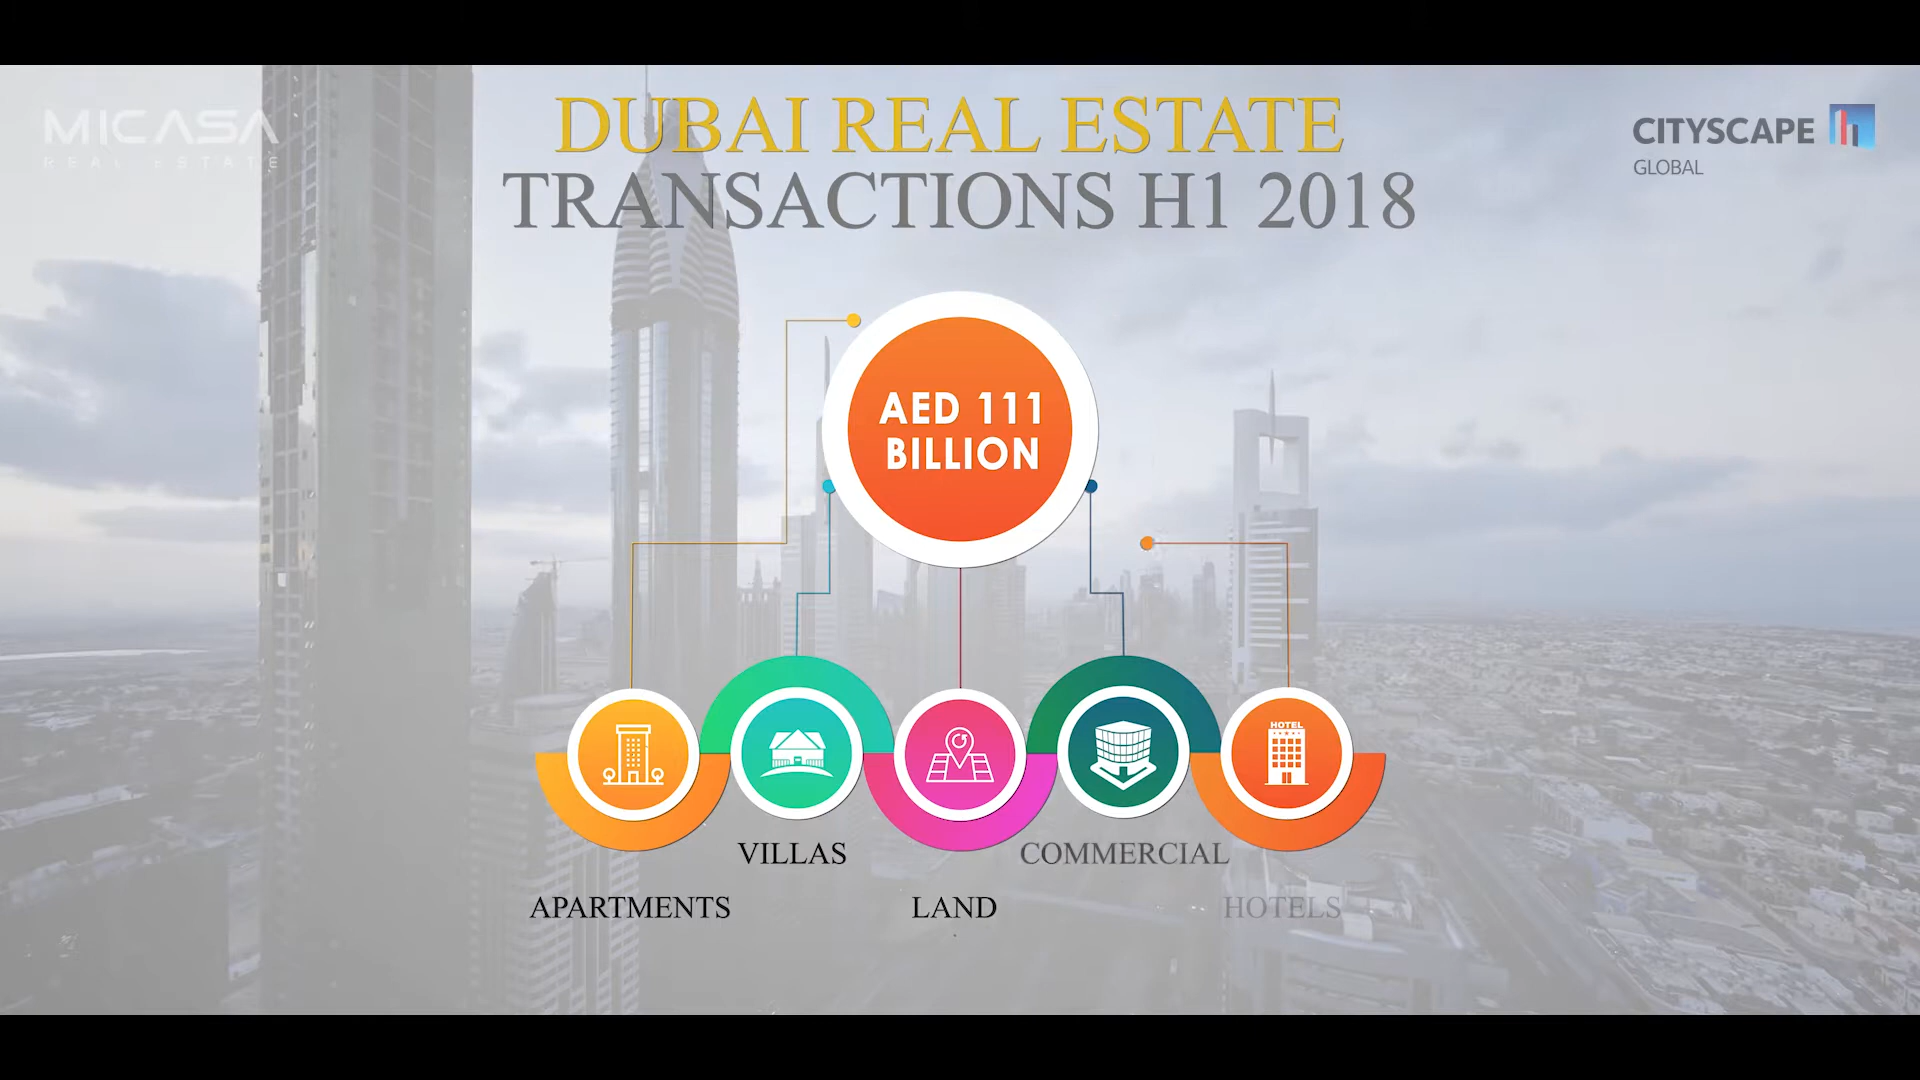 MICASA
REAL ESTATE
DUBAI REAL ESTATE
TRANSACTIONS H1 2018
CITYSCAPE
GLOBAL
AED 111
BILLION
HOTEL
VILLAS
COMMERCIAL
APARTMENTS
LAND
HOTELS